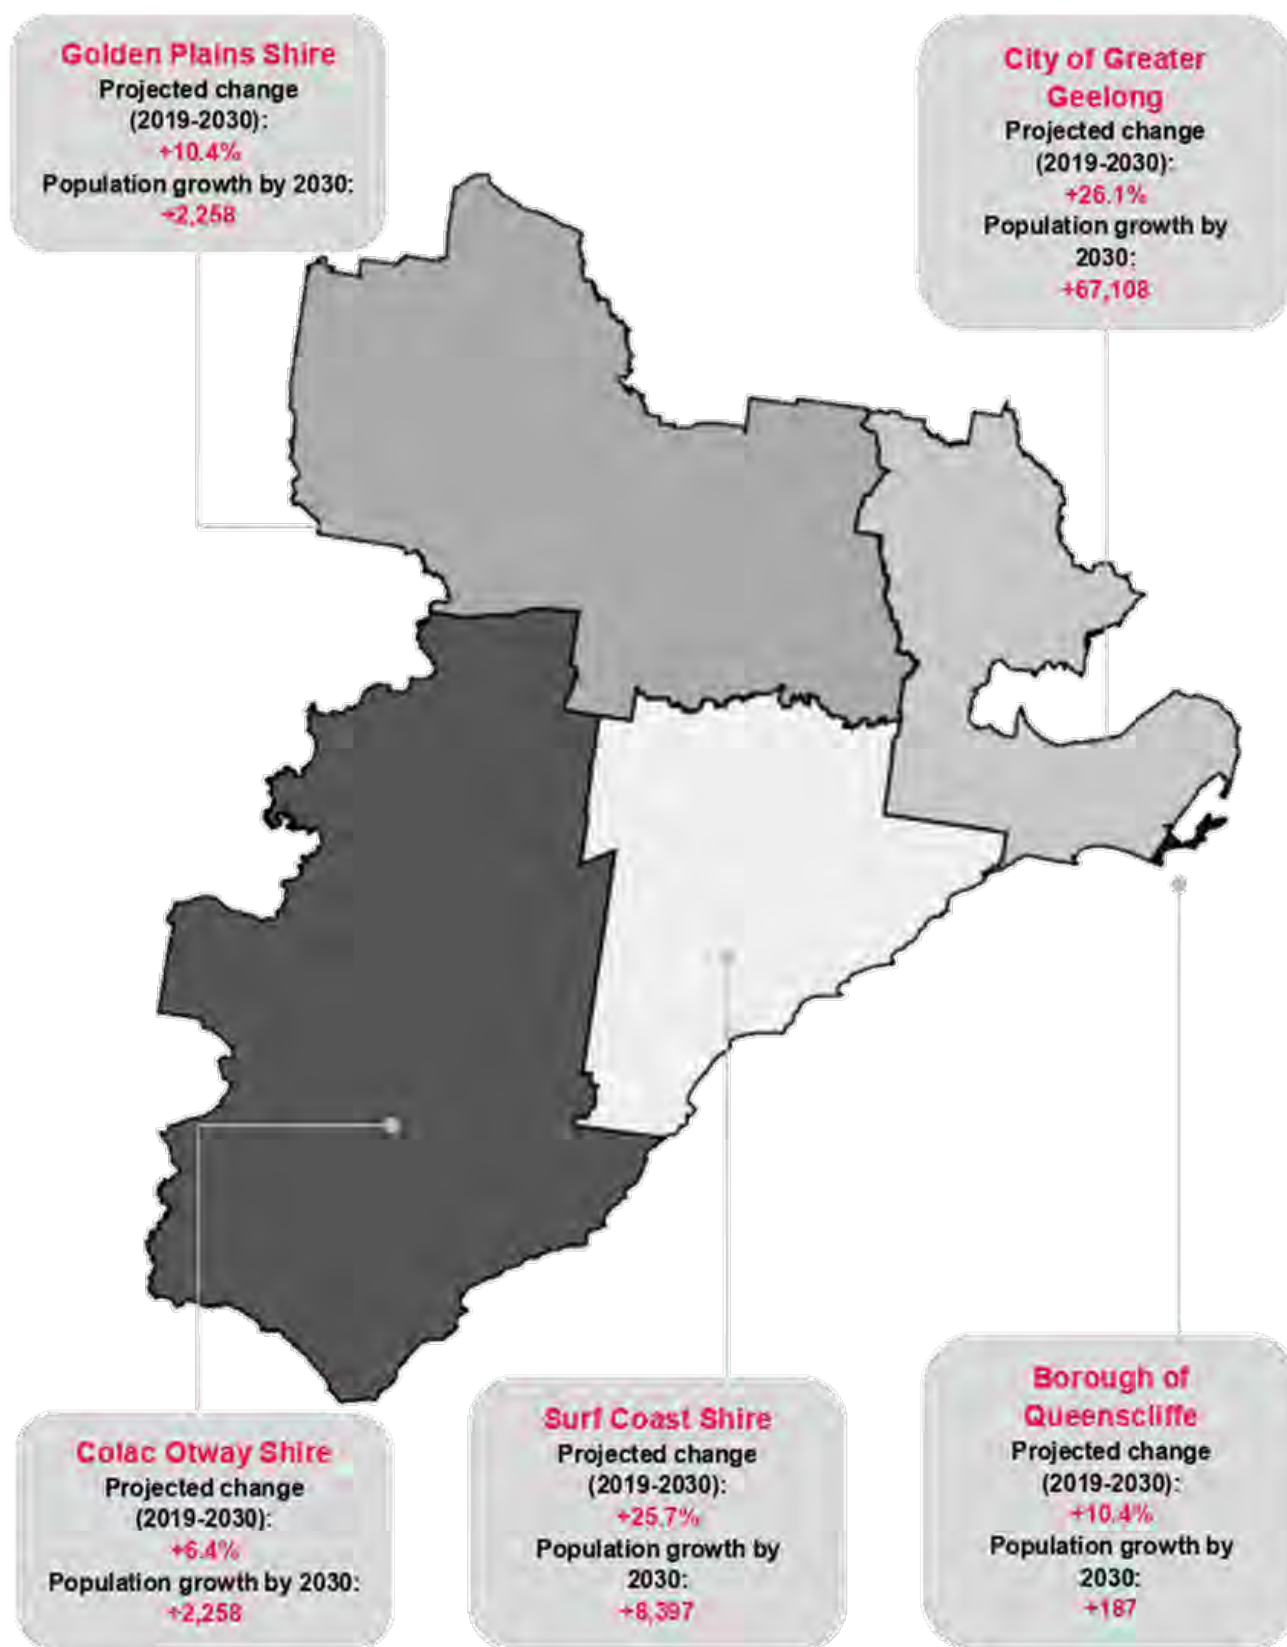 Golden Plains Shire
Projected change
(2019-2030):
+10.4%
Population growth by 2030:
+2,258
City of Greater
Geelong
Projected change
(2019-2030):
+26.1%
Population growth by
2030:
+67,108
Colac Otway Shire
Projected change
(2019-2030):
+6.4%
Population growth by 2030:
+2,258
Surf Coast Shire
Projected change
(2019-2030):
+25.7%
Population growth by
2030:
+8,397
Borough of
Queenscliffe
Projected change
(2019-2030):
+10.4%
Population growth by
2030:
+187